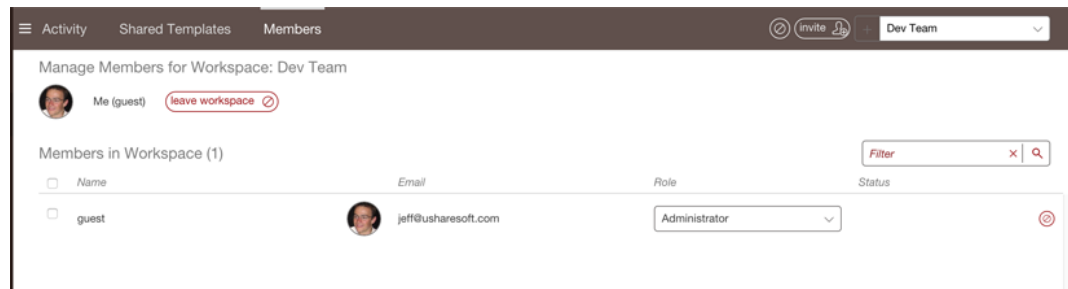 Activity Shared Templates Members invite Dev Team
Manage Members for Workspace: Dev Team
Me (guest) leave workspace
Members in Workspace (1) Filter
Name Email Role Status
guest jeff@usharesoft.com Administrator